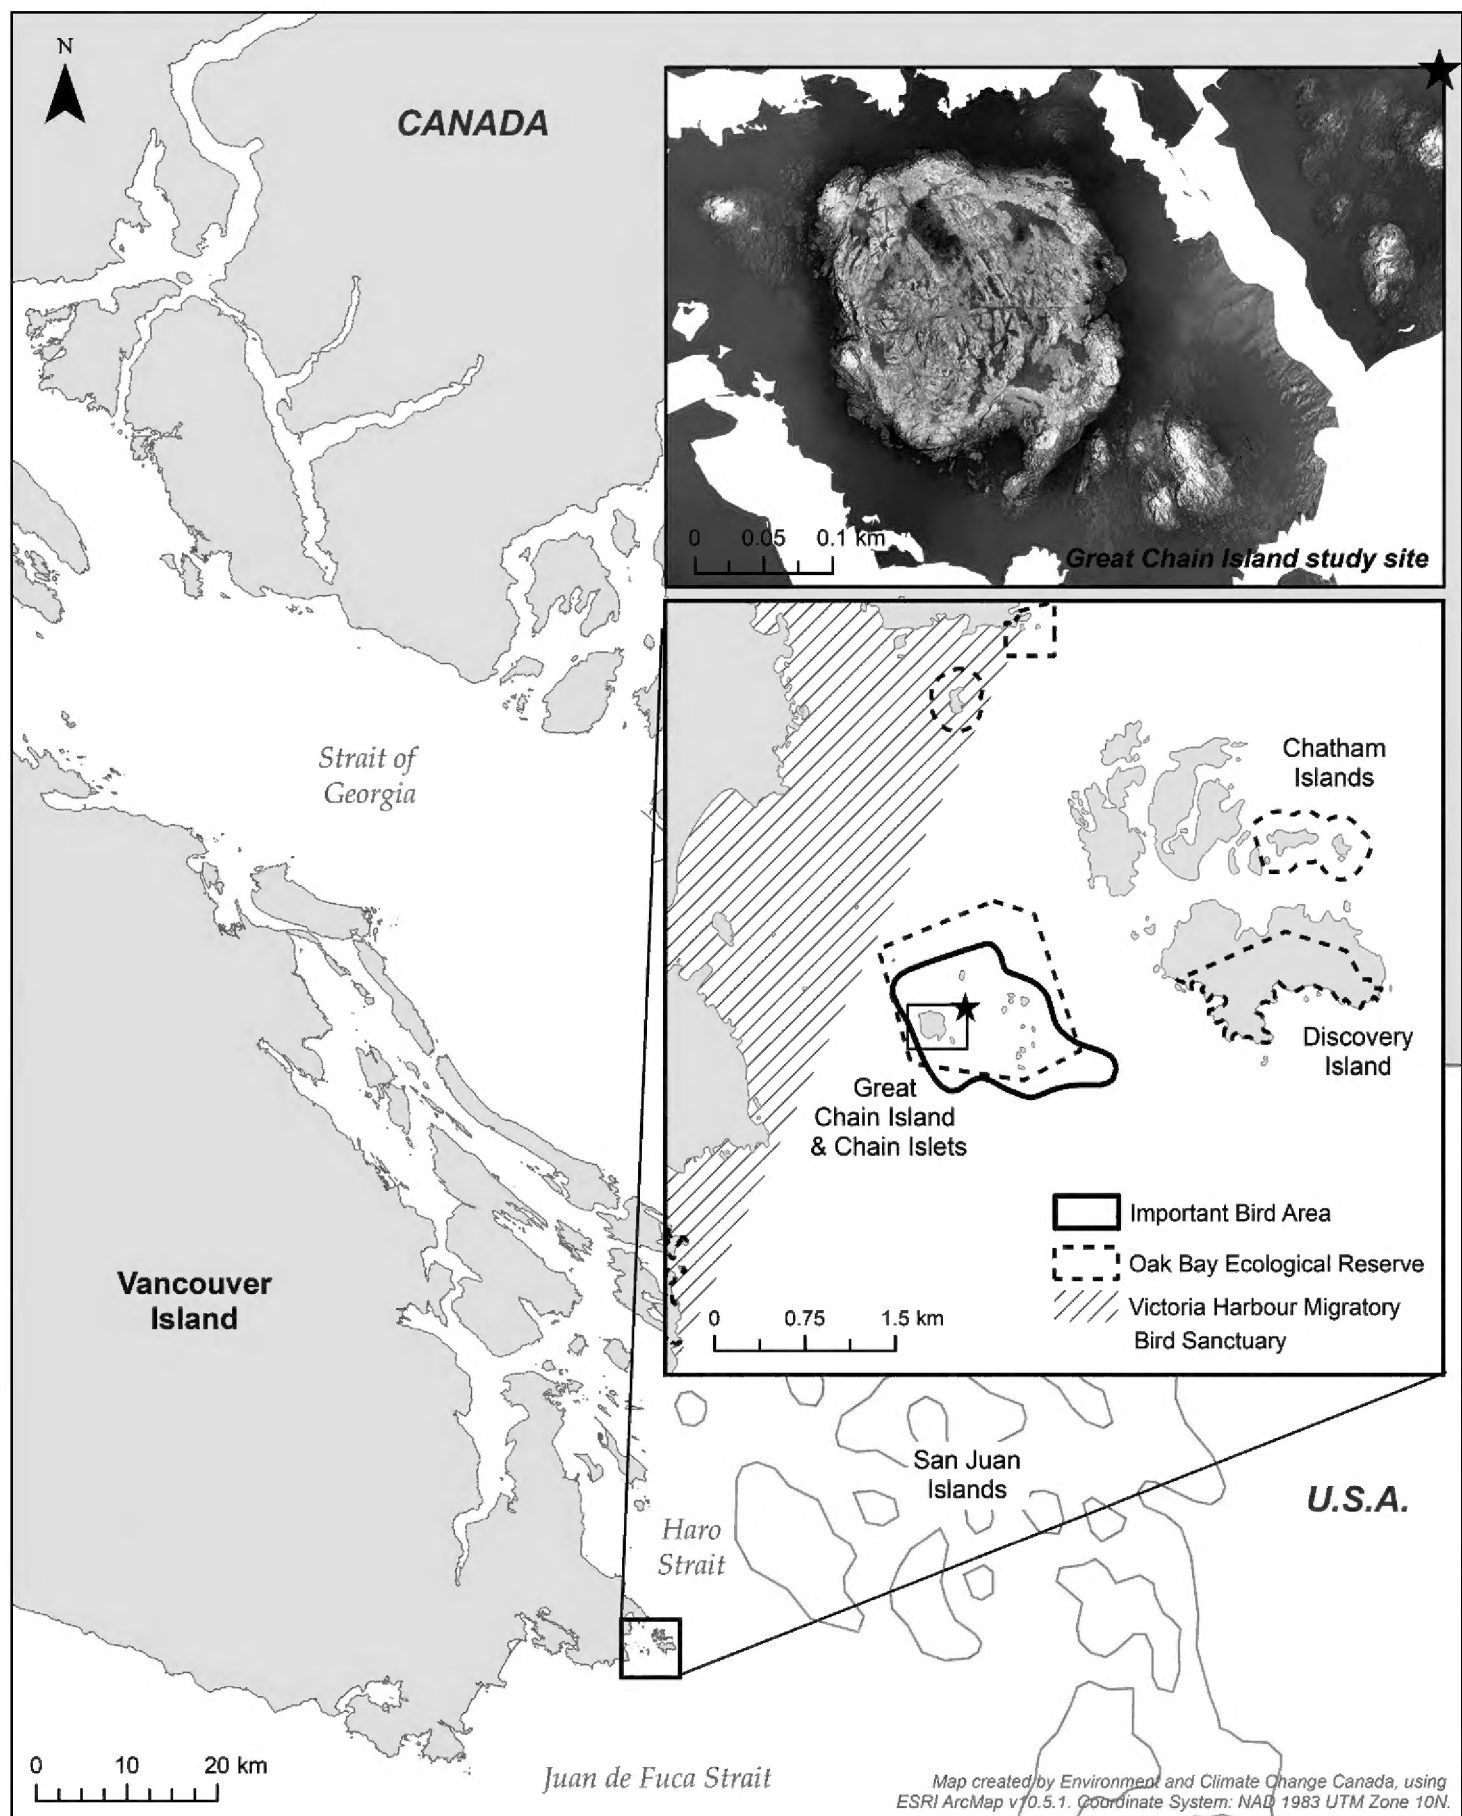 N
CANADA
0 0.05 0.1 km
Great Chain Island study site
Strait of
Georgia
Chatham
Islands
Discovery
Island
Great
Chain Island
& Chain Islets
Important Bird Area
Oak Bay Ecological Reserve
Victoria Harbour Migratory
Bird Sanctuary
0 0.75 1.5 km
Vancouver
Island
San Juan
Islands
U.S.A.
Haro
Strait
0 10 20 km
Juan de Fuca Strait
Map created by Environment and Climate Change Canada, using
ESRI ArcMap v10.5.1. Coordinate System: NAD 1983 UTM Zone 10N.